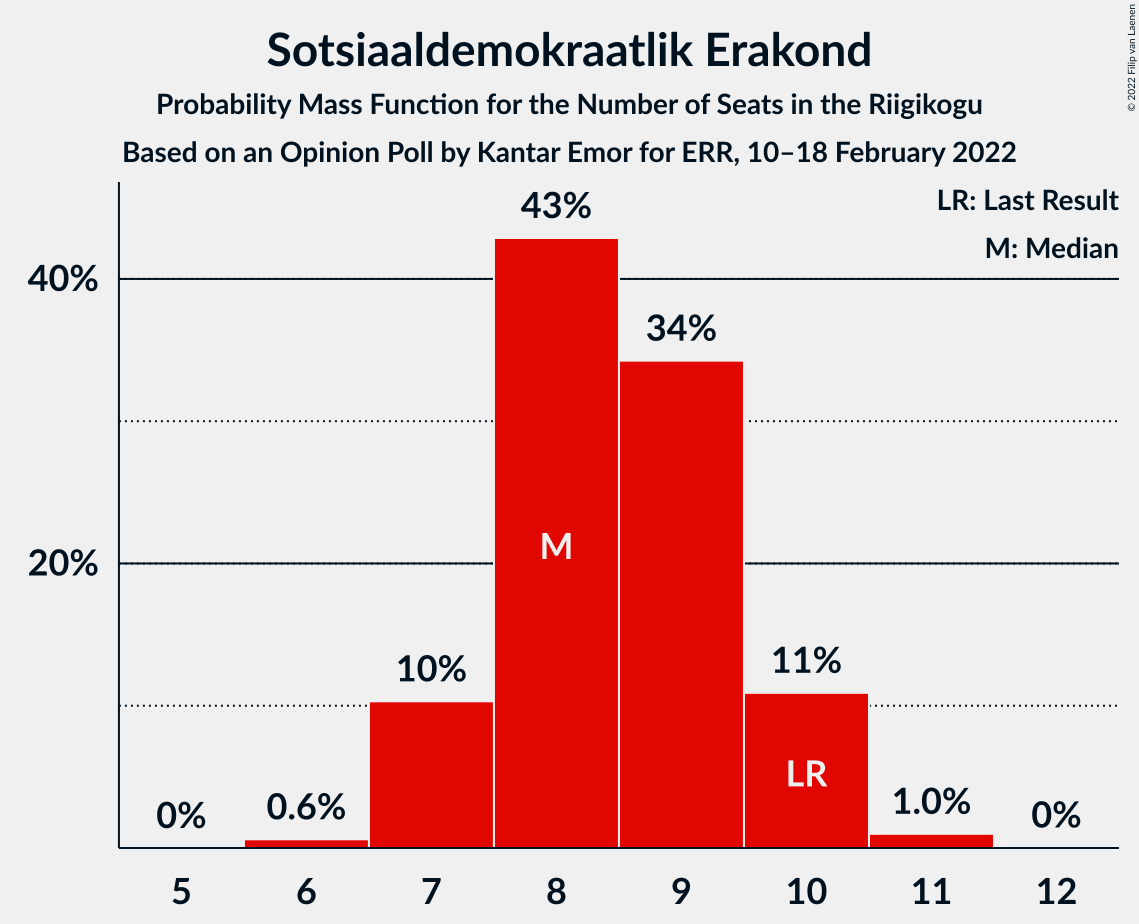 Sotsiaaldemokraatlik Erakond
Probability Mass Function for the Number of Seats in the Riigikogu
Based on an Opinion Poll by Kantar Emor for ERR, 10–18 February 2022
© 2022 Filip van Laenen
LR: Last Result
M: Median
43%
40%
34%
M
20%
11%
10%
LR
1.0%
0.6%
0%
0%
5 6 7 8 9 10 11 12